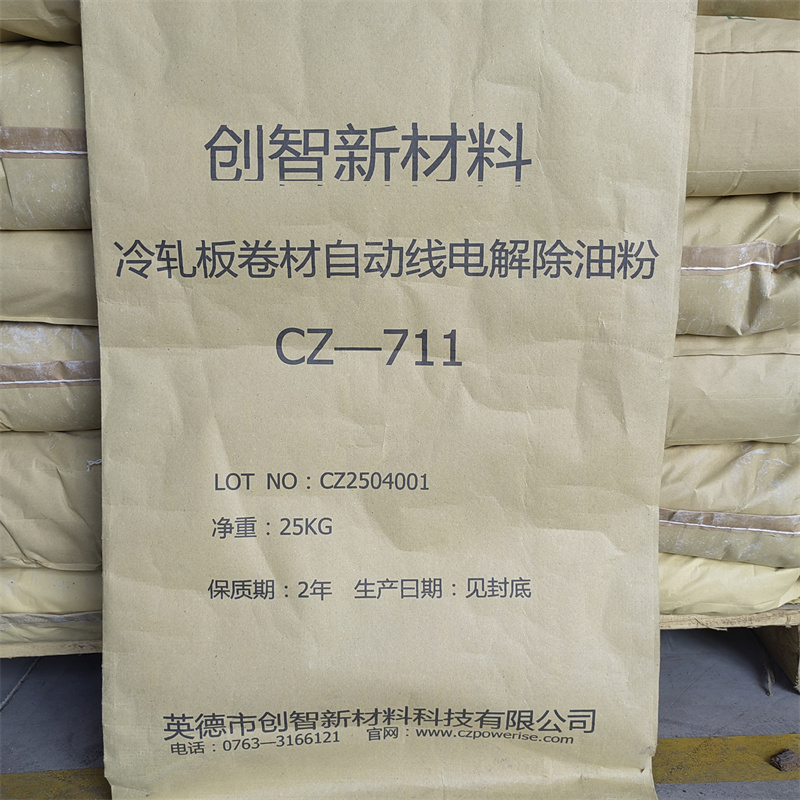 创智新材料
冷轧板卷材自动线电解除油粉
CZ—711
LOT NO：CZ2504001
净重：25KG
保质期：2年 生产日期：见封底
英德市创智新材料科技有限公司
电话：0763—3166121 官网：www.czpowerise.com